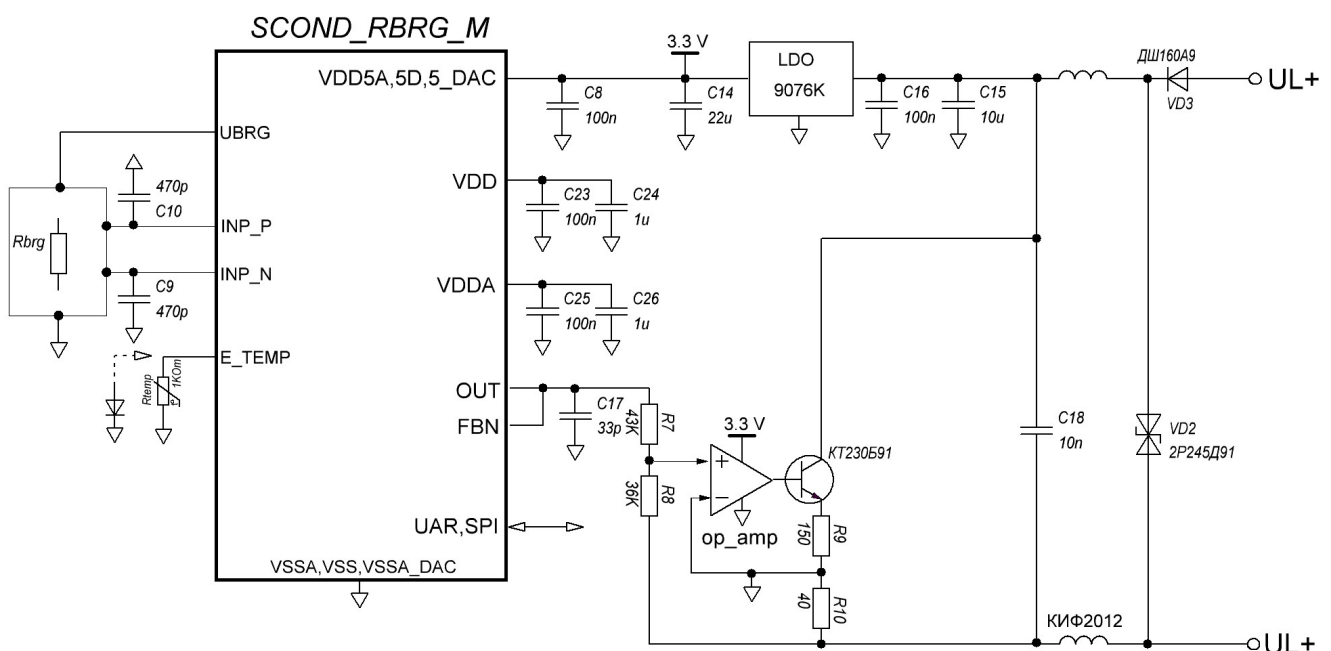 SCOND_RBRG_M
VDD5A,5D,5_DAC
C8
100n
3.3 V
C14
22u
LDO
9076K
C16
100n
C15
10u
ДШ160А9
VD3
UL+
UBRG
470p
C10
INP_P
Rbrg
INP_N
C9
470p
E_TEMP
Rtemp
1KOm
t°
VDD
C23
100n
C24
1u
VDDA
C25
100n
C26
1u
OUT
FBN
C17
33p
R7
43K
R8
36K
3.3 V
+
−
op_amp
КТ230Б91
R9
150
R10
40
C18
10n
VD2
2Р245Д91
UAR,SPI
VSSA,VSS,VSSA_DAC
КИФ2012
UL+